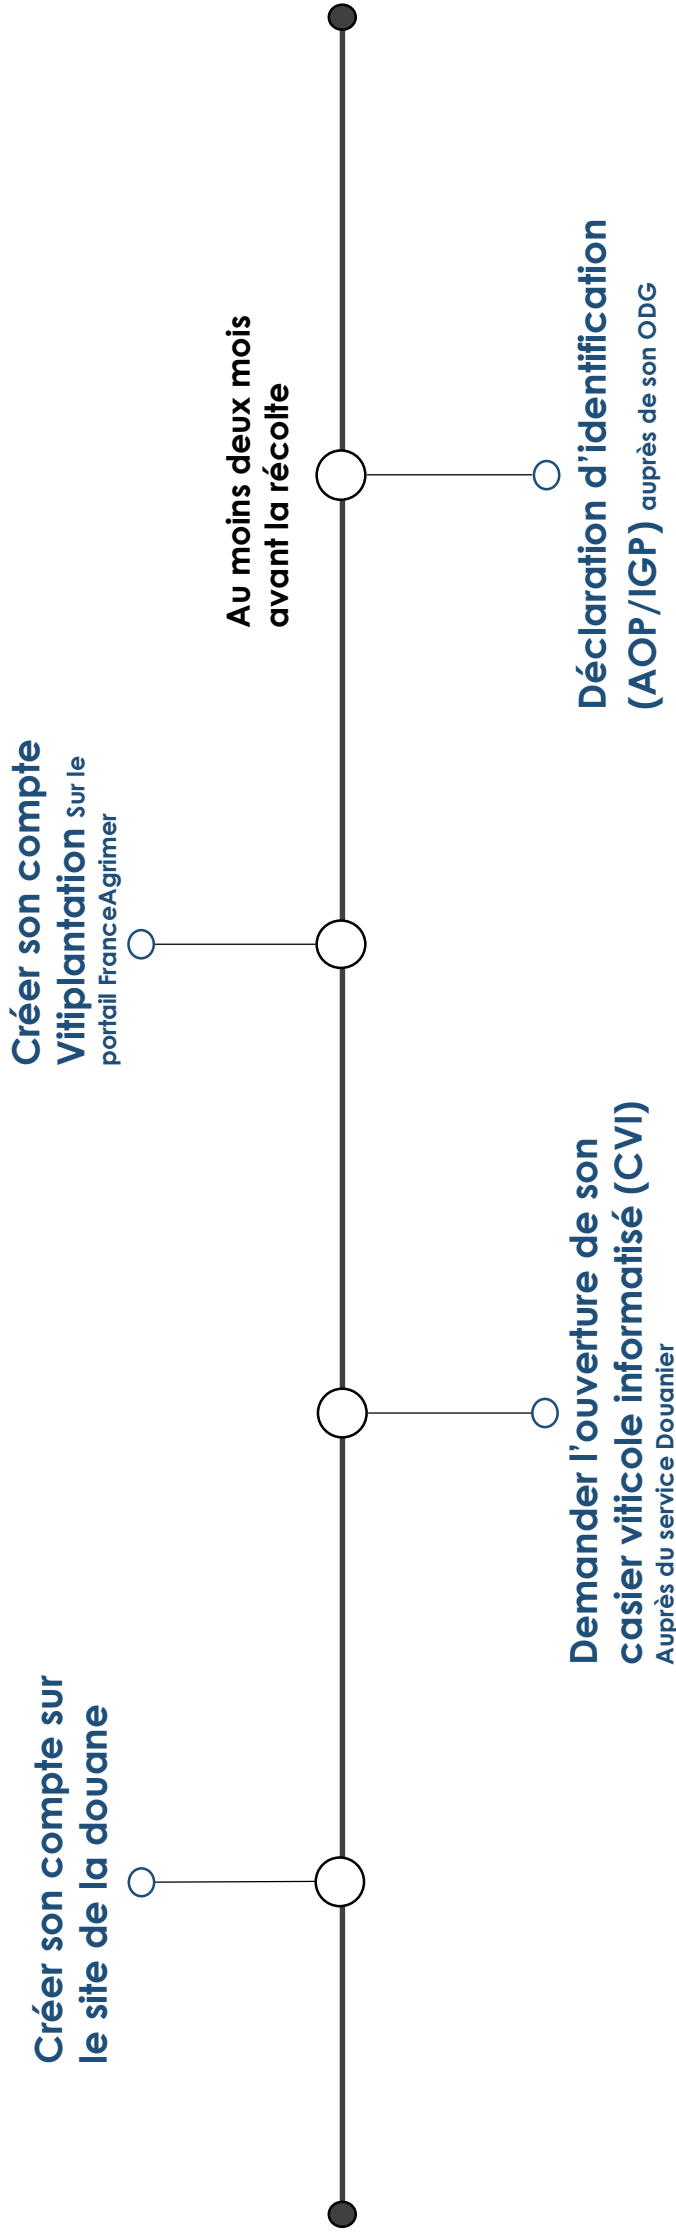 Créer son compte sur
le site de la douane
Demander l'ouverture de son
casier viticole informatisé (CVI)
Auprès du service Douanier
Créer son compte
Vitiplantation Sur le
portail FranceAgrimer
Au moins deux mois
avant la récolte
Déclaration d'identification
(AOP/IGP) auprès de son ODG